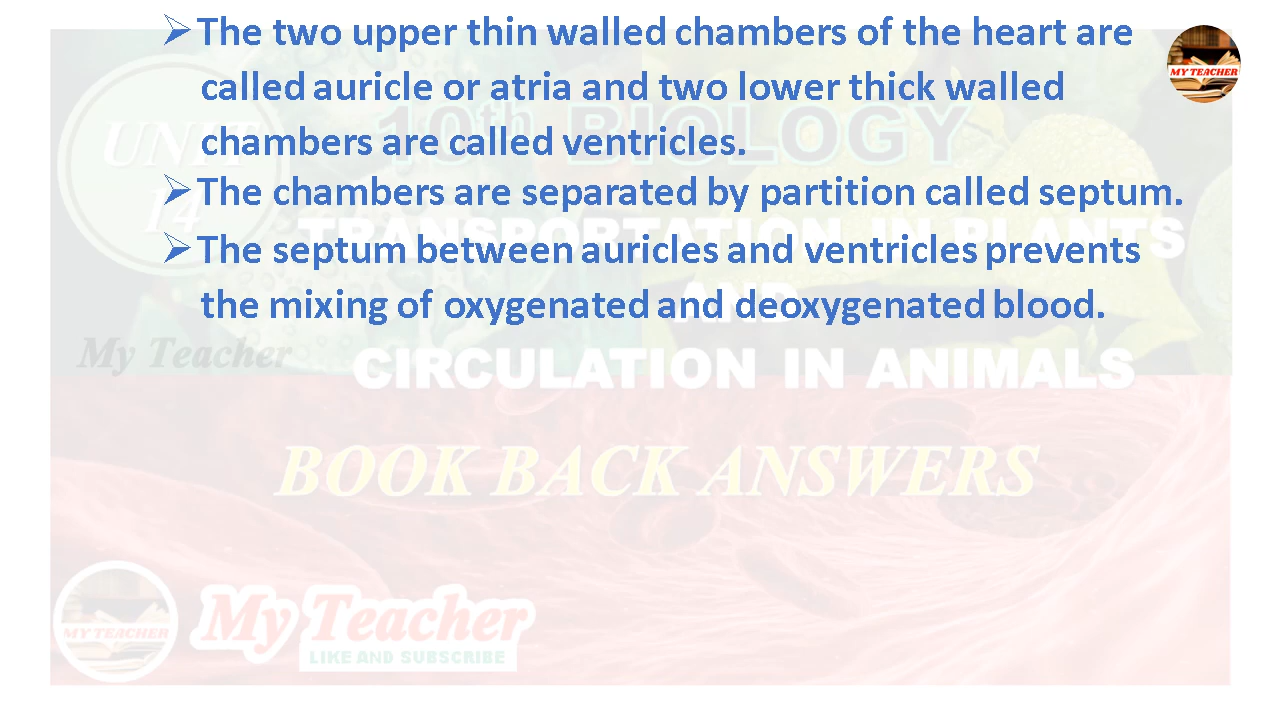 ➢The two upper thin walled chambers of the heart are
called auricle or atria and two lower thick walled
chambers are called ventricles.
➢The chambers are separated by partition called septum.
➢The septum between auricles and ventricles prevents
the mixing of oxygenated and deoxygenated blood.
MY TEACHER
UNIT
14
10th BIOLOGY
TRANSPORTATION IN PLANTS
AND
CIRCULATION IN ANIMALS
My Teacher
BOOK BACK ANSWERS
MY TEACHER
My Teacher
LIKE AND SUBSCRIBE